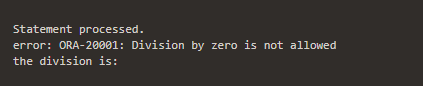 Statement processed.
error: ORA-20001: Division by zero is not allowed
the division is: